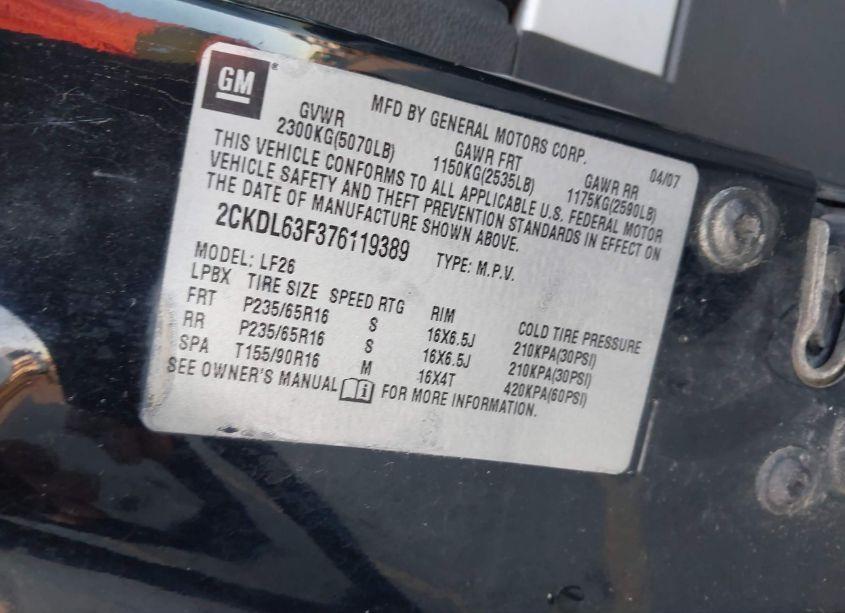 GM
MFD BY GENERAL MOTORS CORP. 04/07
GVWR GAWR FRT GAWR RR
2300KG(5070LB) 1150KG(2535LB) 1175KG(2590LB)
THIS VEHICLE CONFORMS TO ALL APPLICABLE U.S. FEDERAL MOTOR
VEHICLE SAFETY AND THEFT PREVENTION STANDARDS IN EFFECT ON
THE DATE OF MANUFACTURE SHOWN ABOVE.
2CKDL63F376119389 TYPE: M.P.V.
MODEL: LF26
LPBX TIRE SIZE SPEED RTG RIM COLD TIRE PRESSURE
FRT P235/65R16 S 16X6.5J 210KPA(30PSI)
RR P235/65R16 S 16X6.5J 210KPA(30PSI)
SPA T155/90R16 M 16X4T 420KPA(60PSI)
SEE OWNER'S MANUAL FOR MORE INFORMATION.